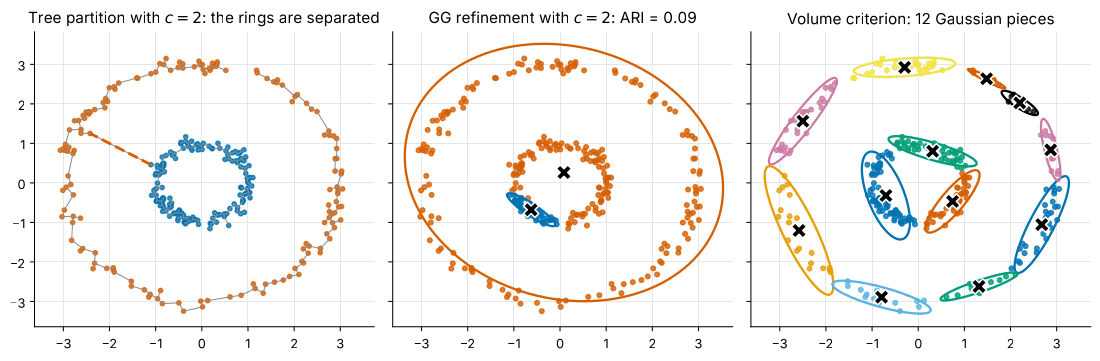 Tree partition with c = 2: the rings are separated
GG refinement with c = 2: ARI = 0.09
Volume criterion: 12 Gaussian pieces
3
2
1
0
−1
−2
−3
−3 −2 −1 0 1 2 3
−3 −2 −1 0 1 2 3
−3 −2 −1 0 1 2 3